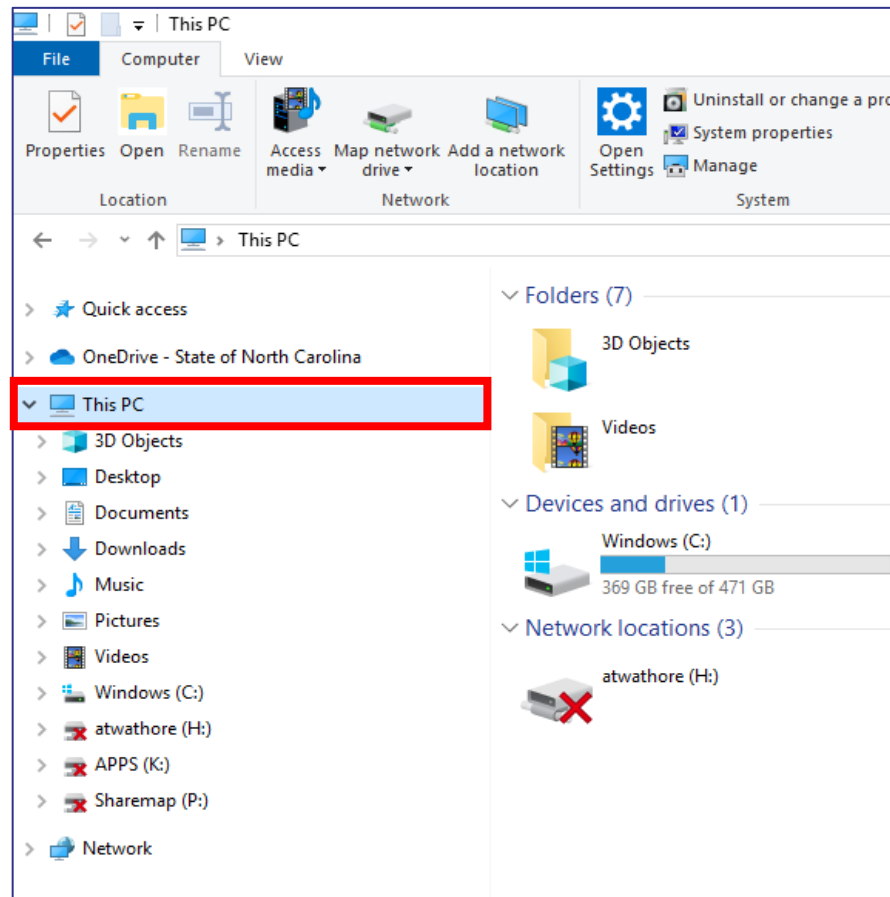 This PC
File Computer View
Properties Open Rename Access media Map network drive Add a network location Open Settings
Uninstall or change a pro
System properties
Manage
Location Network System
This PC
Quick access
OneDrive - State of North Carolina
This PC
3D Objects
Desktop
Documents
Downloads
Music
Pictures
Videos
Windows (C:)
atwathore (H:)
APPS (K:)
Sharemap (P:)
Network
Folders (7)
3D Objects
Videos
Devices and drives (1)
Windows (C:)
369 GB free of 471 GB
Network locations (3)
atwathore (H:)